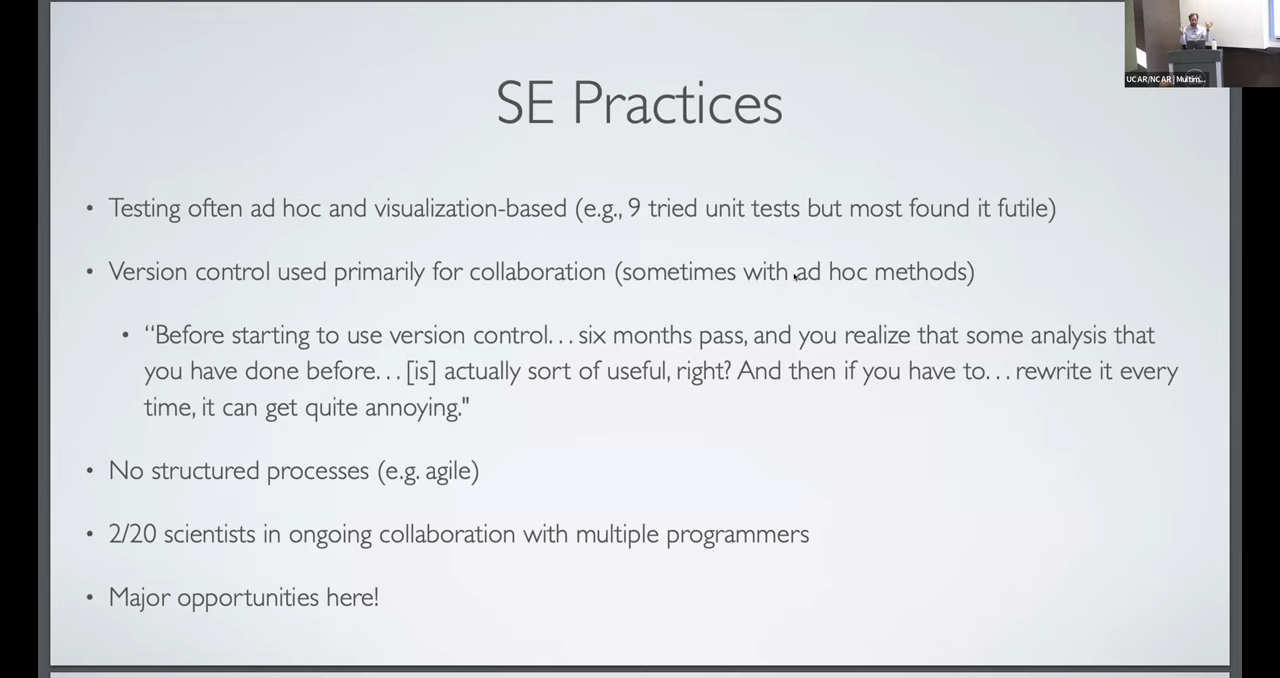 UCAR/NCAR | Multim...
SE Practices
• Testing often ad hoc and visualization-based (e.g., 9 tried unit tests but most found it futile)
• Version control used primarily for collaboration (sometimes with ad hoc methods)
• “Before starting to use version control… six months pass, and you realize that some analysis that
you have done before… [is] actually sort of useful, right? And then if you have to… rewrite it every
time, it can get quite annoying."
• No structured processes (e.g. agile)
• 2/20 scientists in ongoing collaboration with multiple programmers
• Major opportunities here!